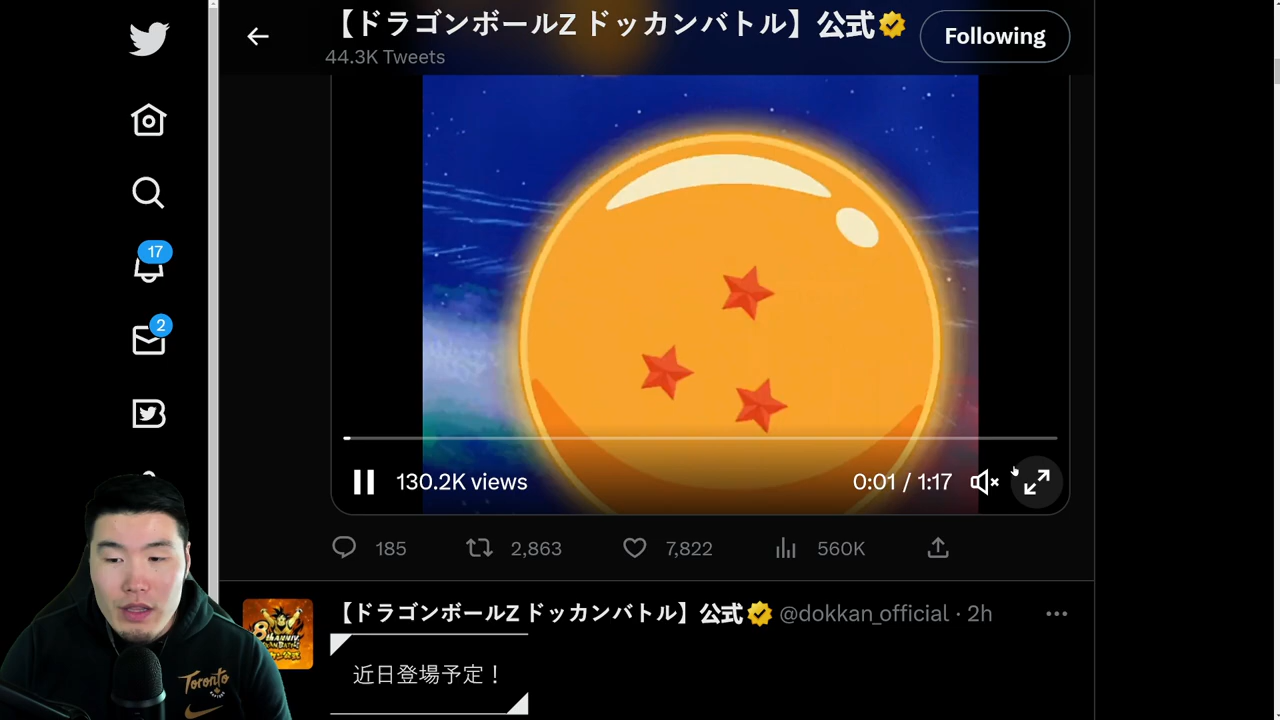 【ドラゴンボールZ ドッカンバトル】公式
44.3K Tweets
Following
17
2
130.2K views
0:01 / 1:17
185
2,863
7,822
560K
【ドラゴンボールZ ドッカンバトル】公式 @dokkan_official · 2h
近日登場予定！
Toronto